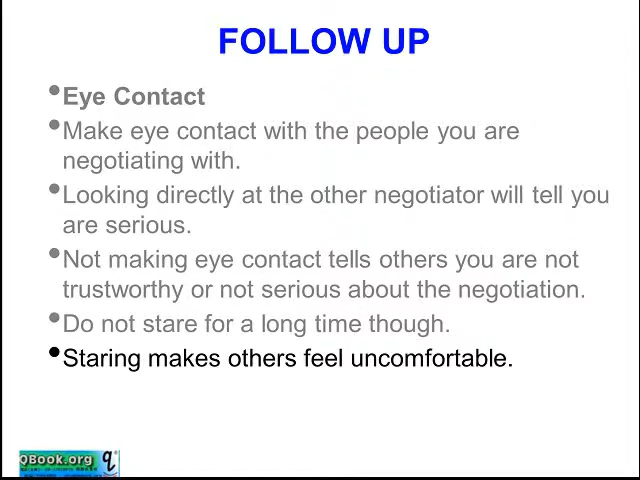 FOLLOW UP
•Eye Contact
•Make eye contact with the people you are
negotiating with.
•Looking directly at the other negotiator will tell you
are serious.
•Not making eye contact tells others you are not
trustworthy or not serious about the negotiation.
•Do not stare for a long time though.
•Staring makes others feel uncomfortable.
QBook.org q